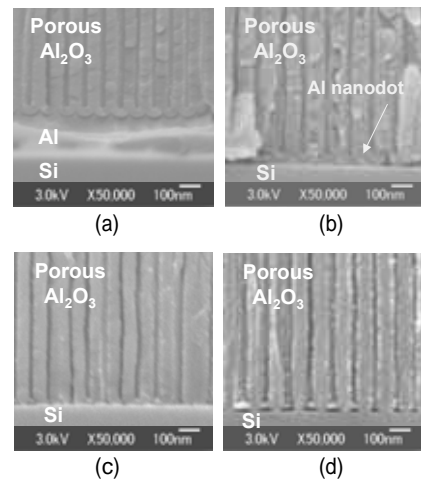 Porous
Al₂O₃
Al
Si
3.0kV X50,000 100nm
(a)
Porous
Al₂O₃
Al nanodot
Si
3.0kV X50,000 100nm
(b)
Porous
Al₂O₃
Si
3.0kV X50,000 100nm
(c)
Porous
Al₂O₃
Si
3.0kV X50,000 100nm
(d)